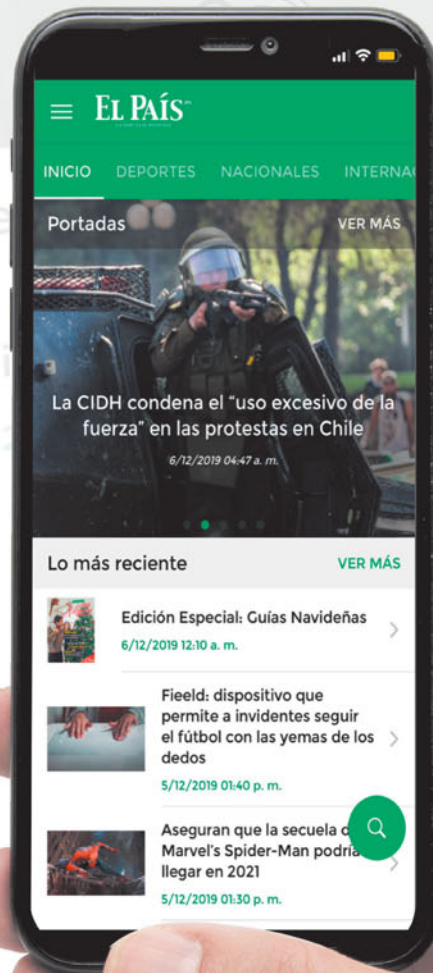 EL PAÍS
INICIO DEPORTES NACIONALES INTERNA
Portadas VER MÁS
La CIDH condena el “uso excesivo de la
fuerza” en las protestas en Chile
6/12/2019 04:47 a. m.
Lo más reciente VER MÁS
Edición Especial: Guías Navideñas
6/12/2019 12:10 a. m.
Fieeld: dispositivo que
permite a invidentes seguir
el fútbol con las yemas de los
dedos
5/12/2019 01:40 p. m.
Aseguran que la secuela
Marvel's Spider-Man podría
llegar en 2021
5/12/2019 01:30 p. m.